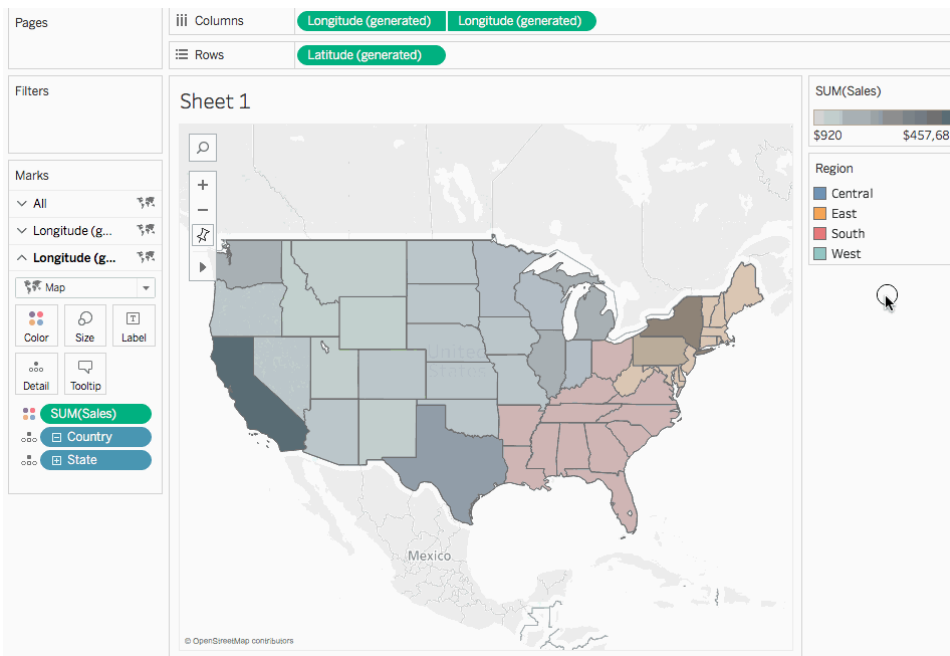 Pages
Columns
Longitude (generated) Longitude (generated)
Rows
Latitude (generated)
Filters
Sheet 1
SUM(Sales)
$920 $457,68
Region
Central
East
South
West
Marks
All
Longitude (g...
Longitude (g...
Map
Color Size Label
Detail Tooltip
SUM(Sales)
Country
State
United
States
Mexico
© OpenStreetMap contributors